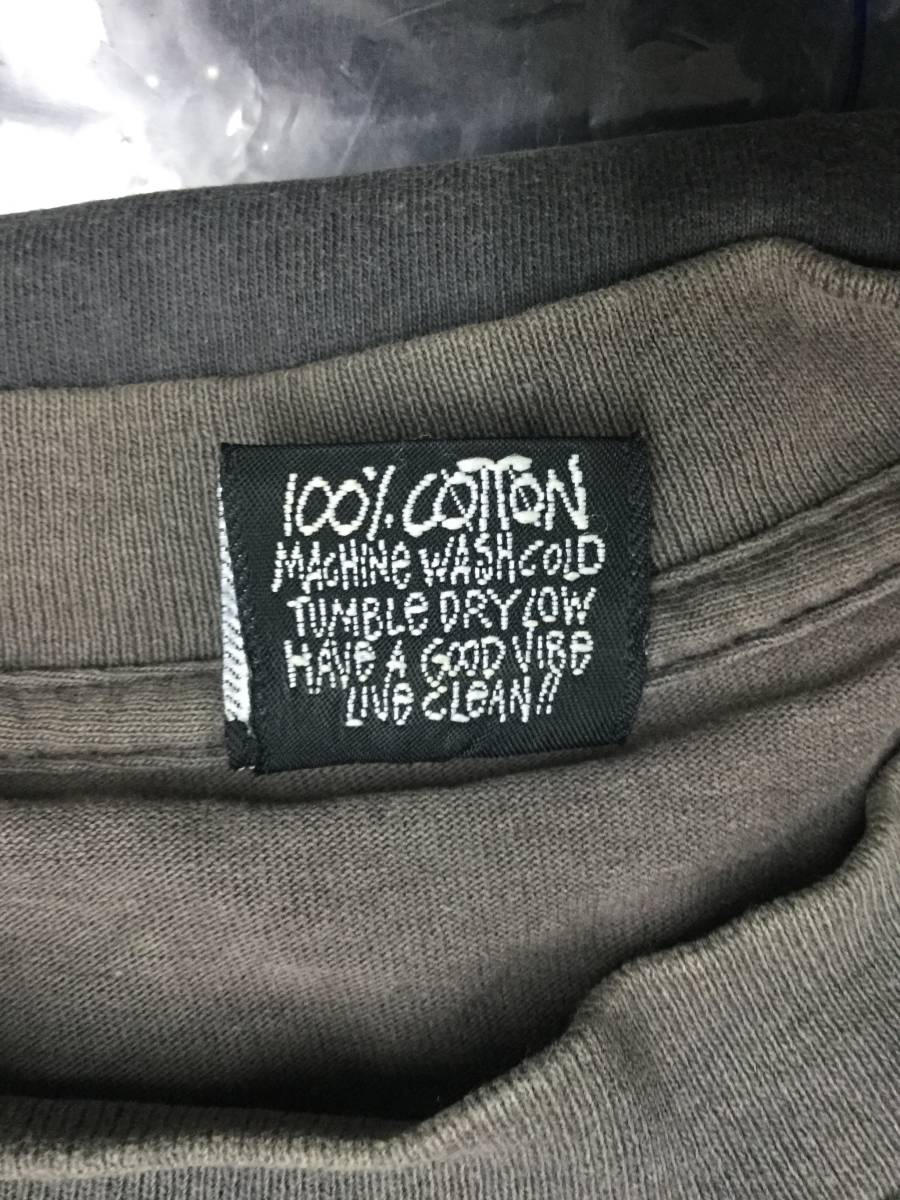 100% COTTON
MACHINE WASH COLD
TUMBLE DRY LOW
HAVE A GOOD VIBE
LIVE CLEAN!!